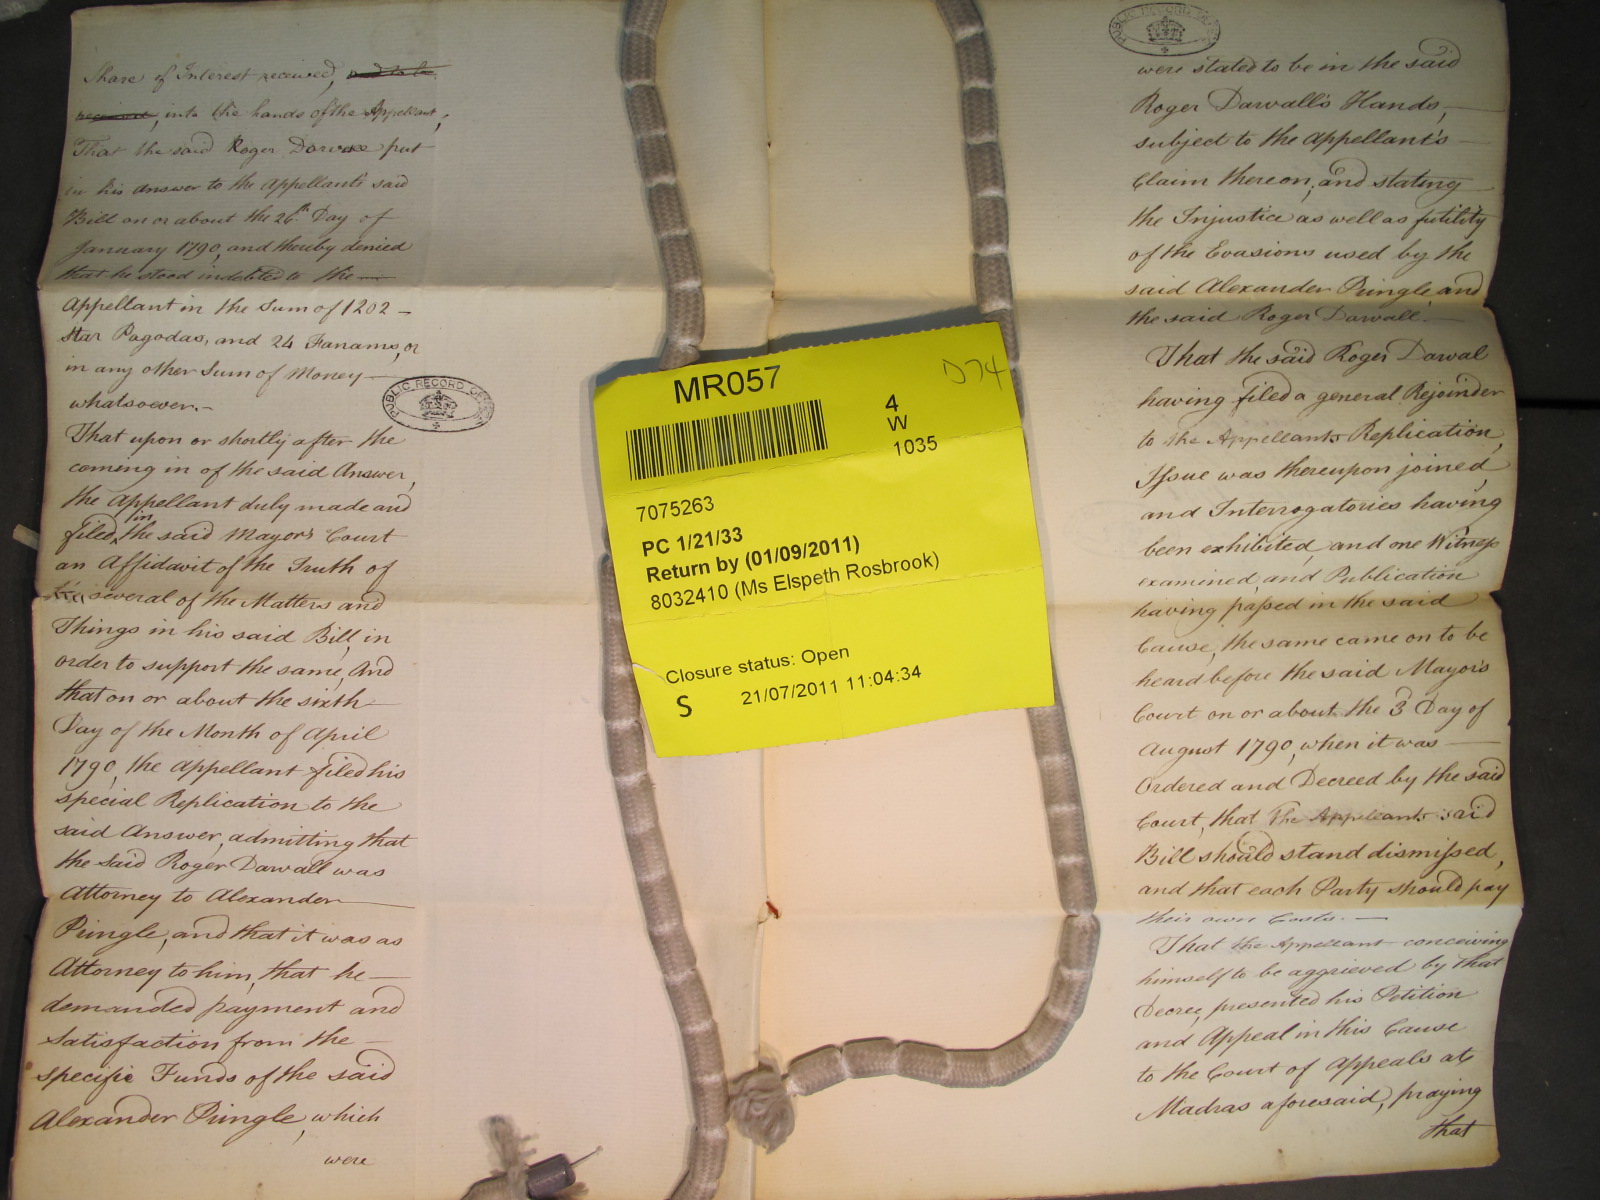 Share of Interest received, and to be
received, into the hands of the Appellant,
That the said Roger Darvall put
in his answer to the Appellant's said
Bill on or about the 26th Day of
January 1790, and thereby denied
that he stood indebted to the
Appellant in the Sum of 1202
Star Pagodas, and 24 Fanams, or
in any other Sum of Money
whatsoever.
That upon or shortly after the
coming in of the said Answer,
the Appellant duly made and
filed in the said Mayor's Court
an Affidavit of the Truth of
several of the Matters and
Things in his said Bill, in
order to support the same, And
that on or about the sixth
Day of the Month of April
1790, the Appellant filed his
special Replication to the
said Answer, admitting that
the said Roger Darvall was
Attorney to Alexander
Pringle, and that it was as
Attorney to him, that he
demanded payment and
Satisfaction from the
specific Funds of the said
Alexander Pringle, which
were
PUBLIC RECORD OFFICE
MR057
D74
4
W
1035
7075263
PC 1/21/33
Return by (01/09/2011)
8032410 (Ms Elspeth Rosbrook)
Closure status: Open
S 21/07/2011 11:04:34
PUBLIC RECORD OFFICE
were stated to be in the said
Roger Darvall's Hands,
subject to the Appellant's
Claim thereon, and stating
the Injustice as well as futility
of the Evasions used by the
said Alexander Pringle and
the said Roger Darvall.
That the said Roger Darval
having filed a general Rejoinder
to the Appellants Replication,
Issue was thereupon joined,
and Interrogatories having
been exhibited, and one Witness
examined, and Publication
having passed in the said
Cause, the same came on to be
heard before the said Mayor's
Court on or about the 3 Day of
August 1790, when it was
Ordered and Decreed by the said
Court, that The Appellants said
Bill should stand dismissed,
and that each Party should pay
their own Costs.
That the Appellant conceiving
himself to be aggrieved by that
Decree, presented his Petition
and Appeal in this Cause
to the Court of Appeals at
Madras aforesaid, praying
that